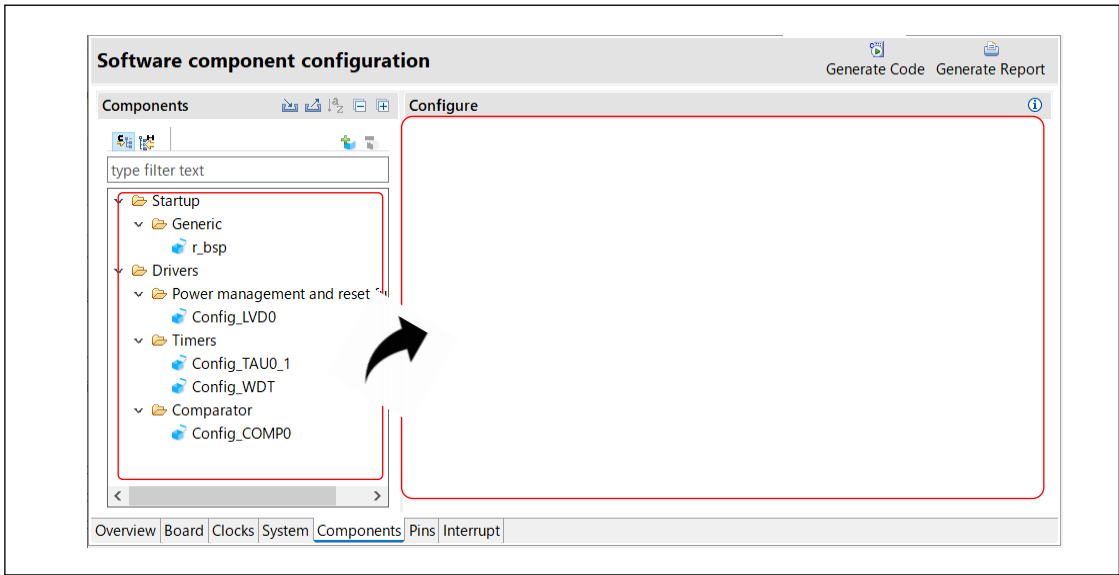 Software component configuration
Generate Code Generate Report
Components
Configure
type filter text
Startup
Generic
r_bsp
Drivers
Power management and reset
Config_LVD0
Timers
Config_TAU0_1
Config_WDT
Comparator
Config_COMP0
Overview Board Clocks System Components Pins Interrupt